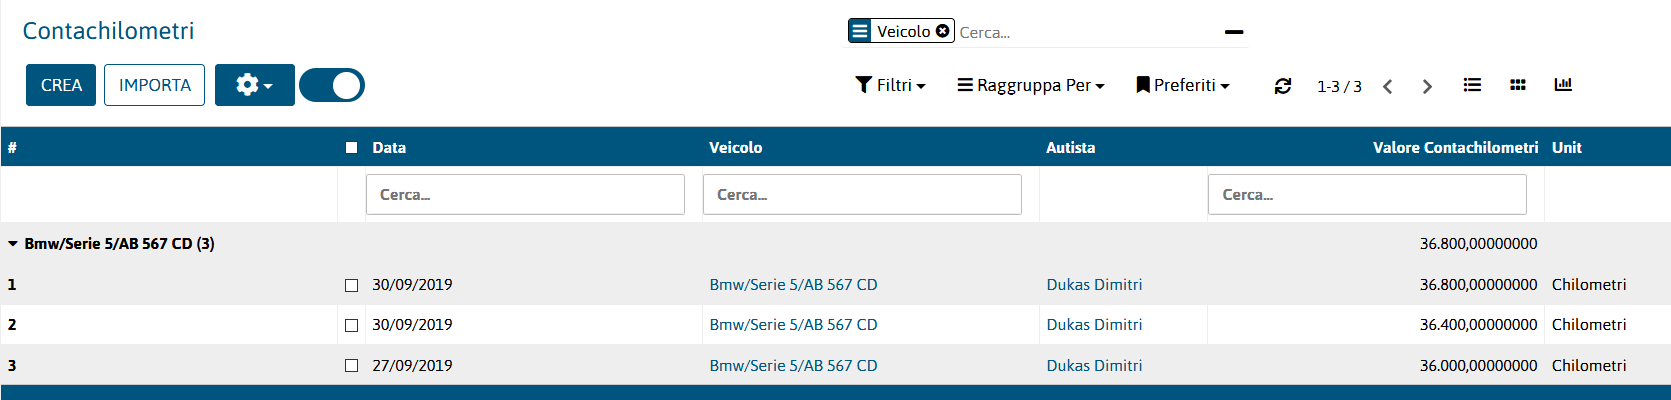 Contachilometri
Veicolo Cerca...
CREA IMPORTA Filtri Raggruppa Per Preferiti 1-3 / 3
# Data Veicolo Autista Valore Contachilometri Unit
Cerca... Cerca... Cerca...
Bmw/Serie 5/AB 567 CD (3) 36.800,00000000
1 30/09/2019 Bmw/Serie 5/AB 567 CD Dukas Dimitri 36.800,00000000 Chilometri
2 30/09/2019 Bmw/Serie 5/AB 567 CD Dukas Dimitri 36.400,00000000 Chilometri
3 27/09/2019 Bmw/Serie 5/AB 567 CD Dukas Dimitri 36.000,00000000 Chilometri